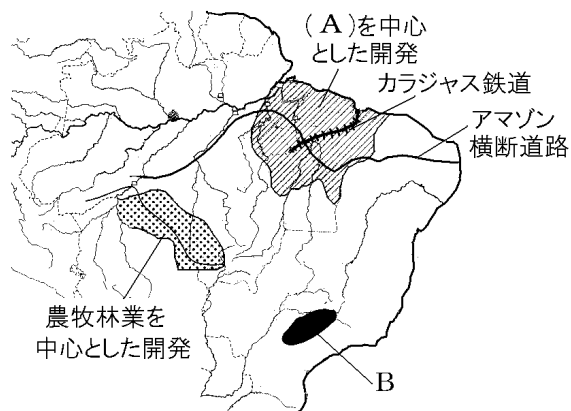 (A)を中心
とした開発
カラジャス鉄道
アマゾン
横断道路
農牧林業を
中心とした開発
B